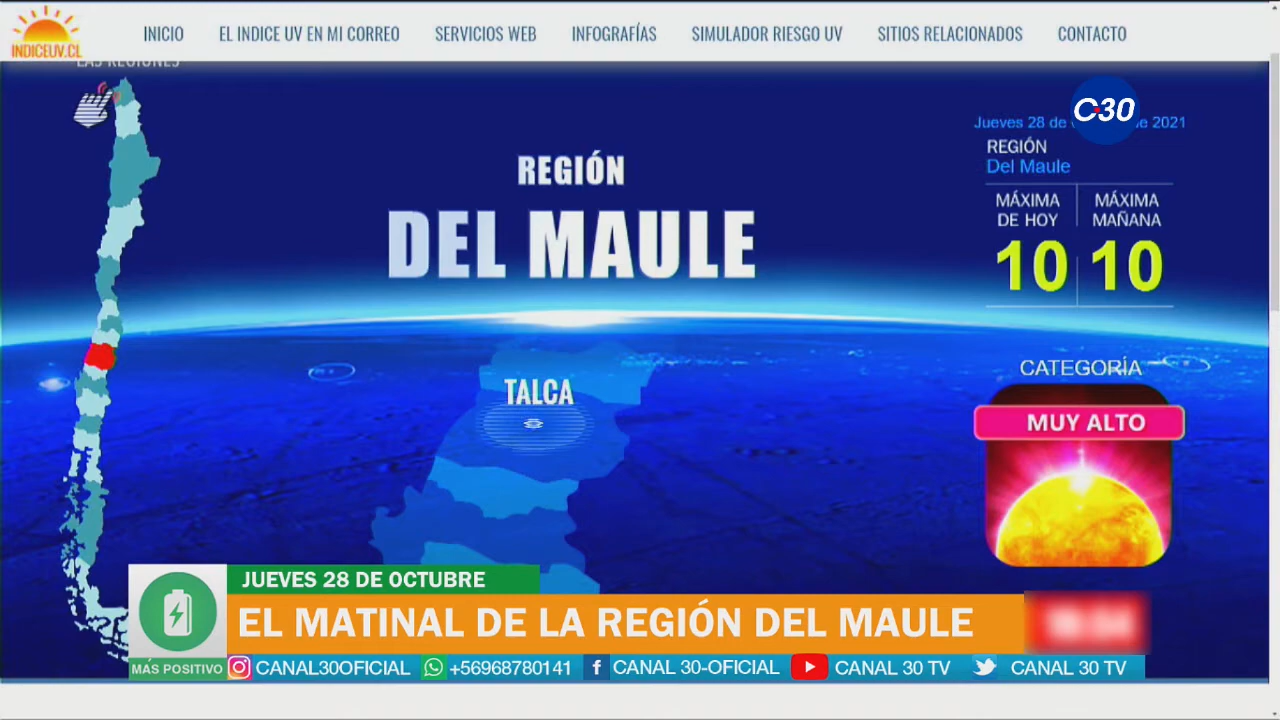 INDICEUV.CL
INICIO EL INDICE UV EN MI CORREO SERVICIOS WEB INFOGRAFÍAS SIMULADOR RIESGO UV SITIOS RELACIONADOS CONTACTO
LAS REGIONES
C30
Jueves 28 de de 2021
REGIÓN
Del Maule
MÁXIMA DE HOY
MÁXIMA MAÑANA
10 10
REGIÓN
DEL MAULE
TALCA
CATEGORÍA
MUY ALTO
JUEVES 28 DE OCTUBRE
EL MATINAL DE LA REGIÓN DEL MAULE
MÁS POSITIVO
CANAL30OFICIAL +56968780141 CANAL 30-OFICIAL CANAL 30 TV CANAL 30 TV